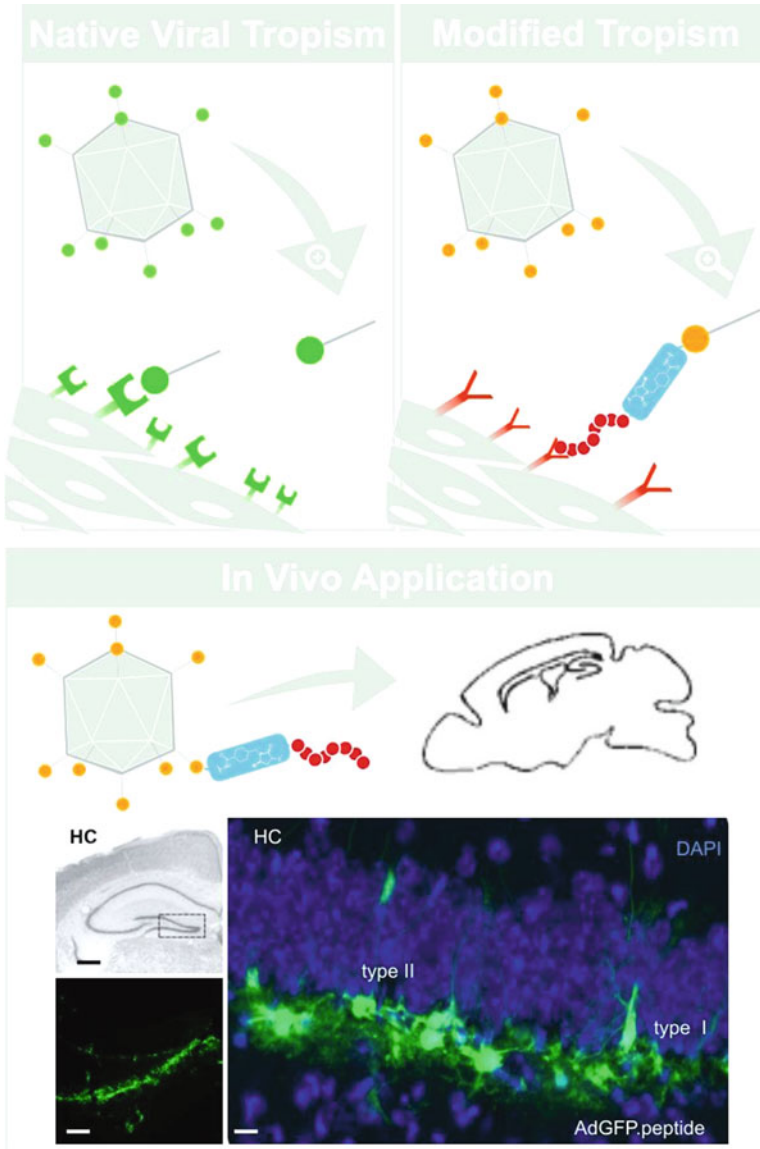 Native Viral Tropism
Modified Tropism
In Vivo Application
HC
HC
DAPI
type II
type I
AdGFP.peptide